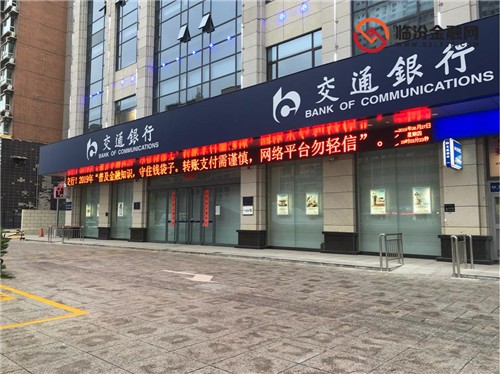 临汾金融网
交通銀行
BANK OF COMMUNICATIONS
交通銀行
BANK OF COMMUNICATIONS
2019年“普及金融知识，守住钱袋子。转账支付需谨慎，网络平台勿轻信”。